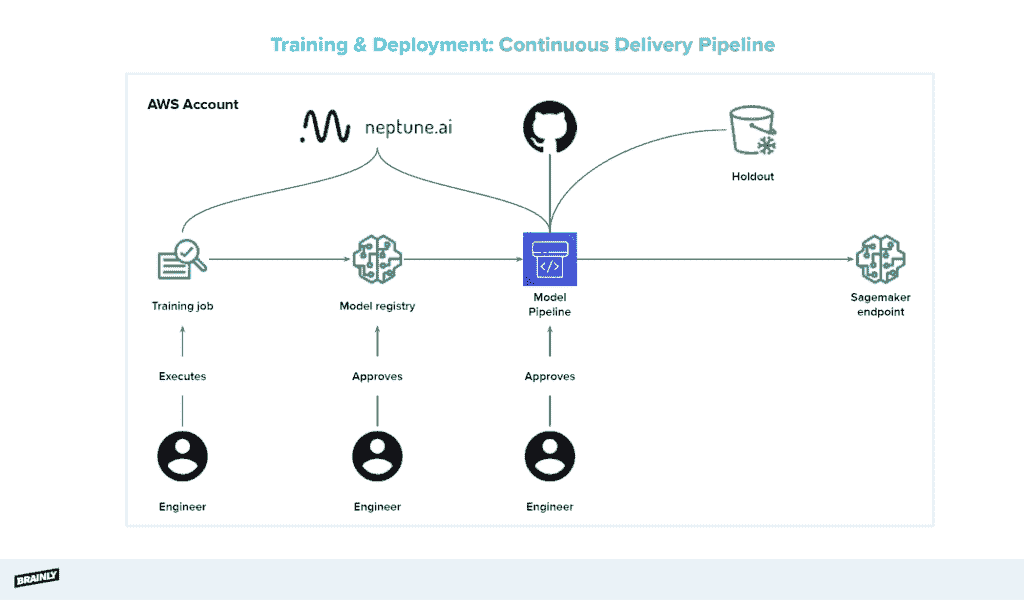 Training & Deployment: Continuous Delivery Pipeline
AWS Account
neptune.ai
Holdout
Training job
Model registry
Model
Pipeline
Sagemaker
endpoint
Executes
Approves
Approves
Engineer
Engineer
Engineer
BRAINLY